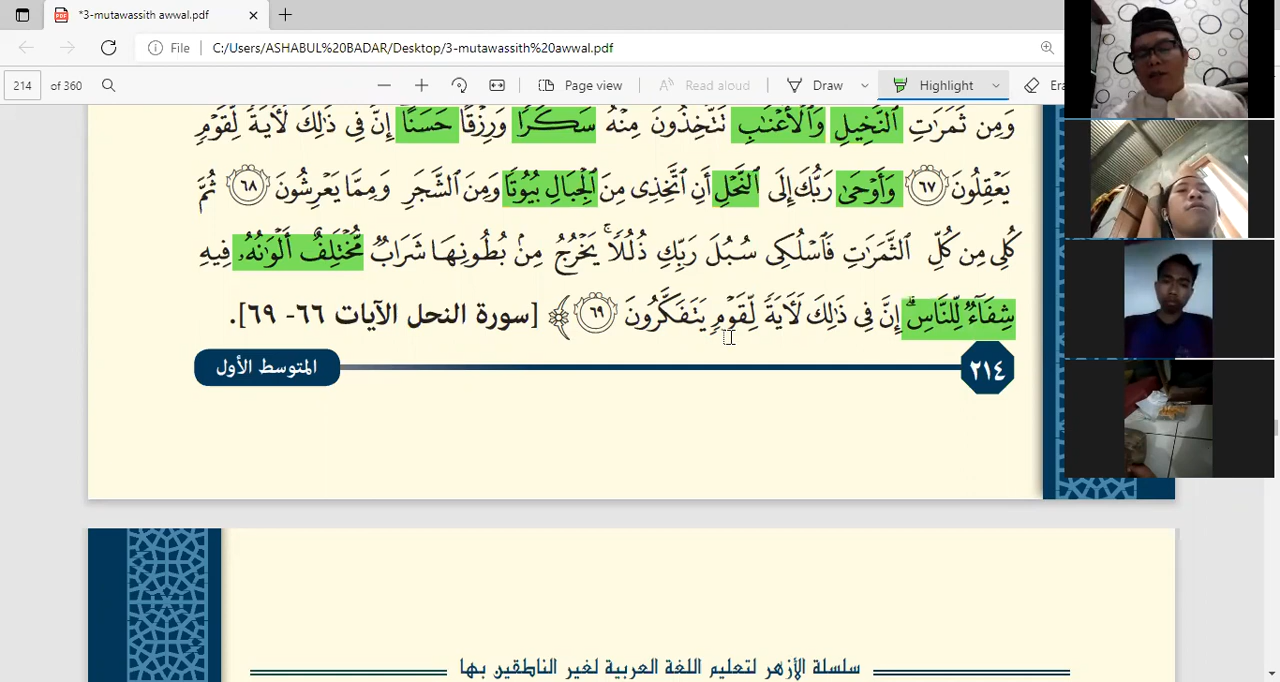 *3-mutawassith awwal.pdf
File
C:/Users/ASHABUL%20BADAR/Desktop/3-mutawassith%20awwal.pdf
214 of 360
Page view
Read aloud
Draw
Highlight
Era
وَمِن ثَمَرَٰتِ ٱلنَّخِيلِ وَٱلْأَعْنَٰبِ تَتَّخِذُونَ مِنْهُ سَكَرًا وَرِزْقًا حَسَنًا إِنَّ فِى ذَٰلِكَ لَأٓيَةً لِّقَوْمٍ
يَعْقِلُونَ ٦٧ وَأَوْحَىٰ رَبُّكَ إِلَى ٱلنَّحْلِ أَنِ ٱتَّخِذِى مِنَ ٱلْجِبَالِ بُيُوتًا وَمِنَ ٱلشَّجَرِ وَمِمَّا يَعْرِشُونَ ٦٨ ثُمَّ
كُلِى مِن كُلِّ ٱلثَّمَرَٰتِ فَٱسْلُكِى سُبُلَ رَبِّكِ ذُلُلًا ۚ يَخْرُجُ مِنۢ بُطُونِهَا شَرَابٌ مُّخْتَلِفٌ أَلْوَٰنُهُۥ فِيهِ
شِفَآءٌ لِّلنَّاسِ ۗ إِنَّ فِى ذَٰلِكَ لَأٓيَةً لِّقَوْمٍ يَتَفَكَّرُونَ ٦٩ ﴾ [سورة النحل الآيات ٦٦- ٦٩].
٢١٤
المتوسط الأول
سلسلة الأزهر لتعليم اللغة العربية لغير الناطقين بها